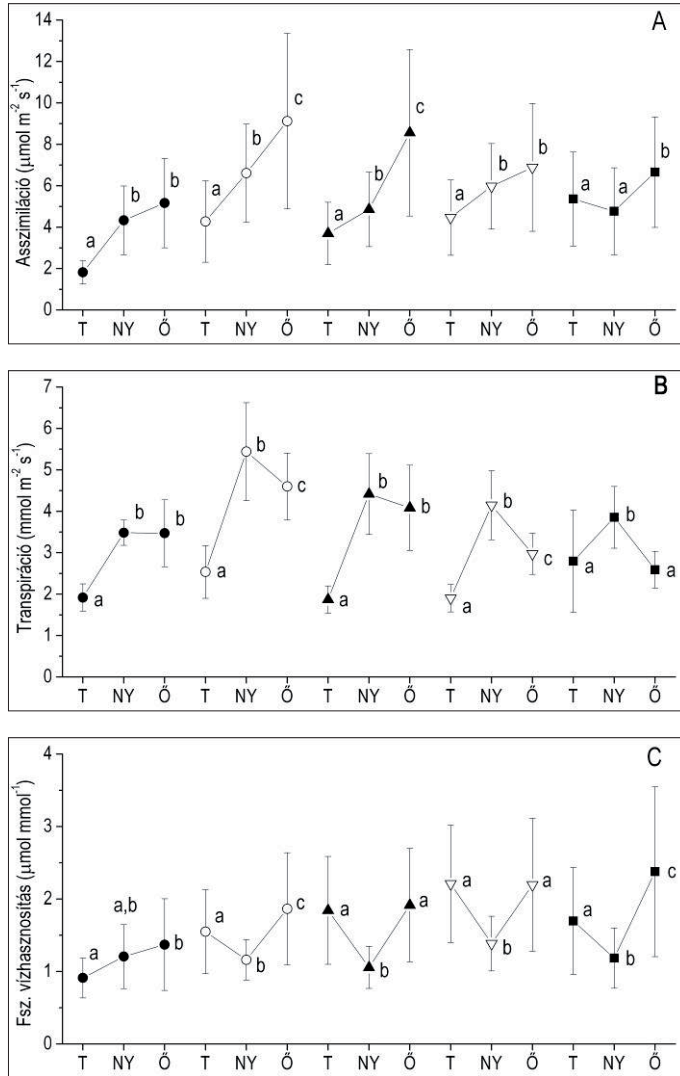 A
Asszimiláció (μmol m⁻² s⁻¹)
14
12
10
8
6
4
2
0
a b b a b c a b c a b b a a b
T NY Ő T NY Ő T NY Ő T NY Ő T NY Ő
B
Transpiráció (mmol m⁻² s⁻¹)
7
6
5
4
3
2
1
0
a b b a b c a b b a b c a b a
T NY Ő T NY Ő T NY Ő T NY Ő T NY Ő
C
Fsz. vízhasznosítás (μmol mmol⁻¹)
4
3
2
1
0
a a,b b a b c a b a a b a a b c
T NY Ő T NY Ő T NY Ő T NY Ő T NY Ő